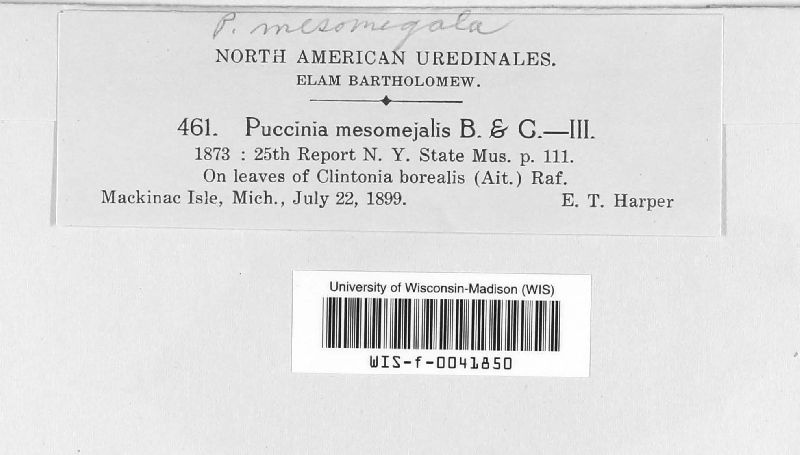 P. mesomegala
NORTH AMERICAN UREDINALES.
ELAM BARTHOLOMEW.
461. Puccinia mesomejalis B. & C.—III.
1873 : 25th Report N. Y. State Mus. p. 111.
On leaves of Clintonia borealis (Ait.) Raf.
Mackinac Isle, Mich., July 22, 1899. E. T. Harper
University of Wisconsin-Madison (WIS)
WIS-f-0041850